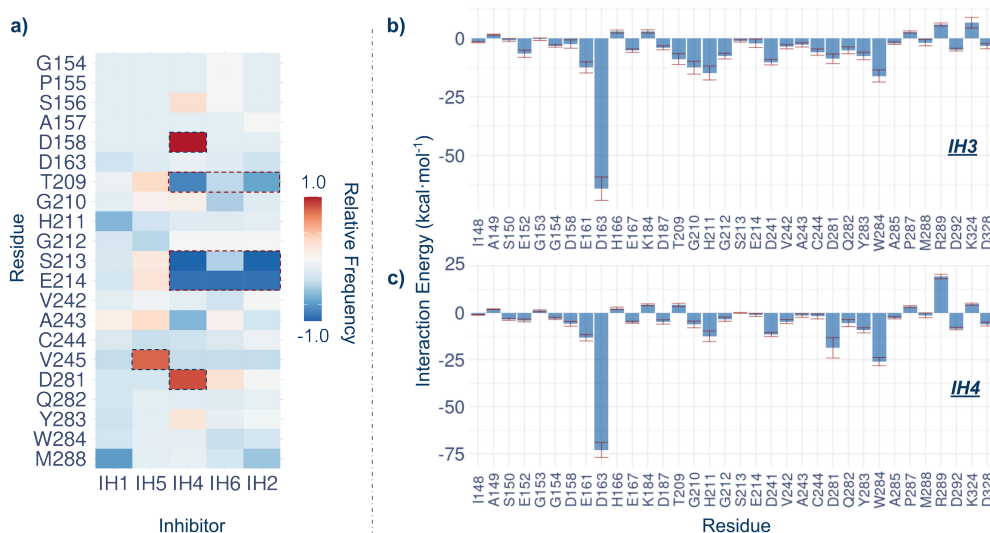 a)
G154
P155
S156
A157
D158
D163
T209
G210
H211
G212
S213
E214
V242
A243
C244
V245
D281
Q282
Y283
W284
M288
Residue
IH1 IH5 IH4 IH6 IH2
Inhibitor
1.0
-1.0
Relative Frequency
b)
0
-25
-50
IH3
I148 A149 S150 E152 G153 G154 D158 E161 D163 H166 E167 K184 D187 T209 G210 H211 G212 S213 E214 D241 V242 A243 C244 D281 Q282 Y283 W284 A285 P287 M288 R289 D292 K324 D328
Interaction Energy (kcal·mol⁻¹)
c)
25
0
-25
-50
-75
IH4
I148 A149 S150 E152 G153 G154 D158 E161 D163 H166 E167 K184 D187 T209 G210 H211 G212 S213 E214 D241 V242 A243 C244 D281 Q282 Y283 W284 A285 P287 M288 R289 D292 K324 D328
Residue